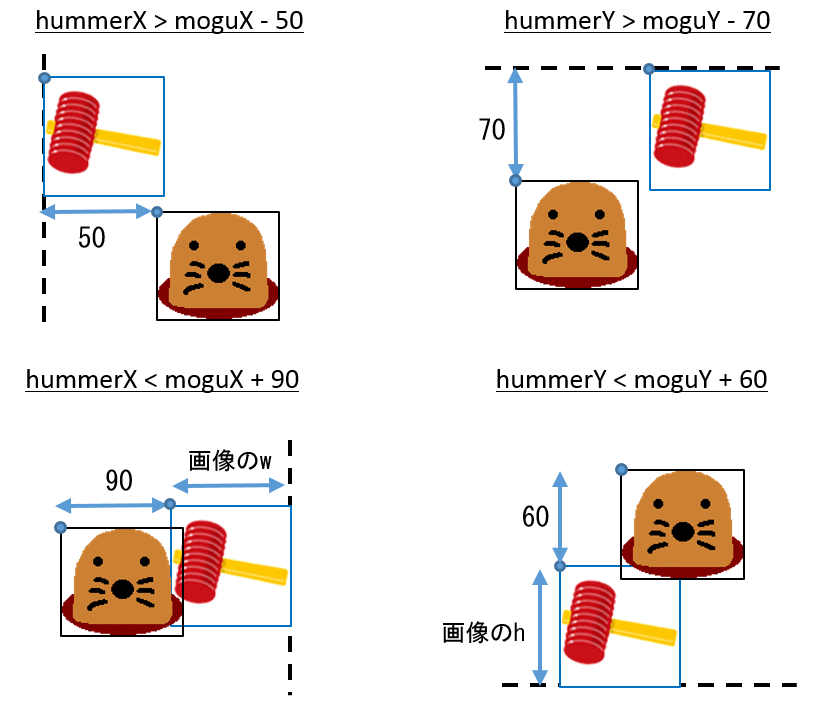 hummerX > moguX - 50
hummerY > moguY - 70
50
70
hummerX < moguX + 90
hummerY < moguY + 60
90
画像のw
60
画像のh